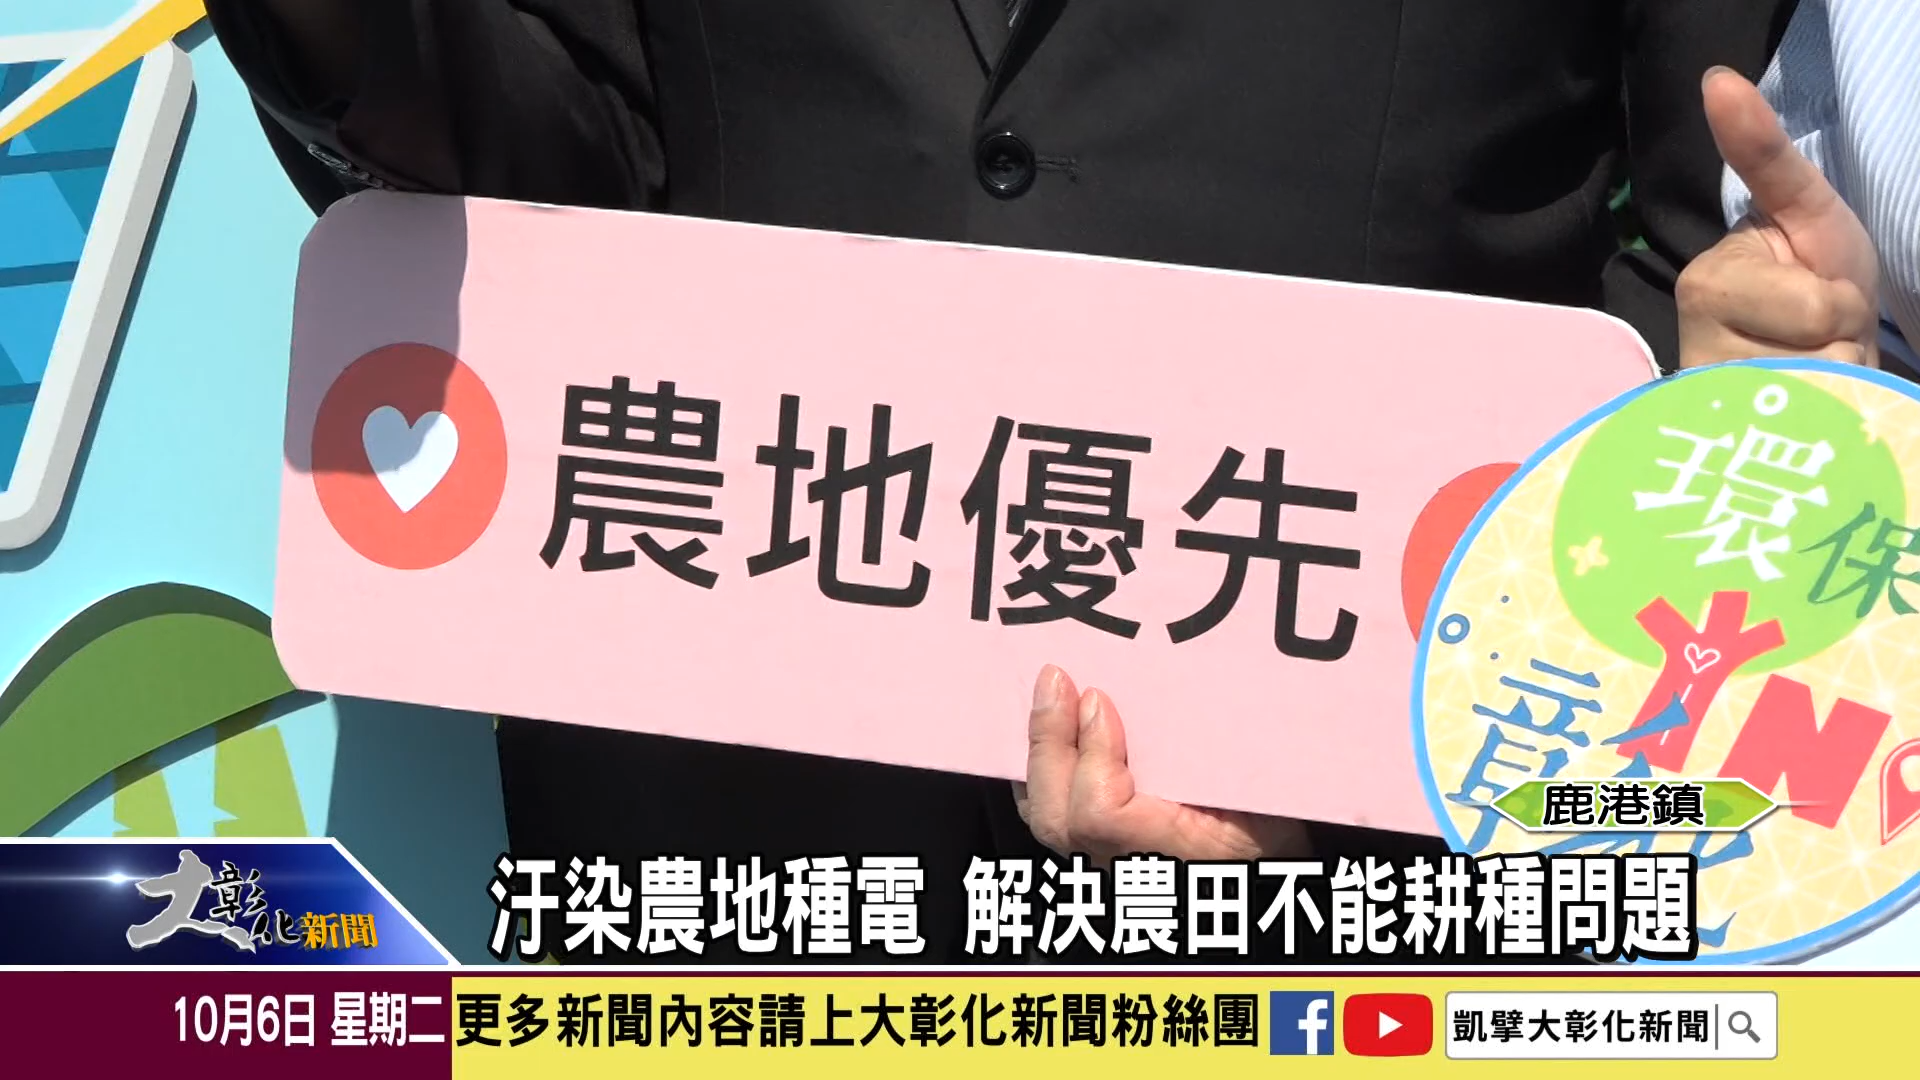 農地優先
環保
彰化
YIN
鹿港鎮
大彰化新聞
汙染農地種電 解決農田不能耕種問題
10月6日 星期二
更多新聞內容請上大彰化新聞粉絲團
凱擘大彰化新聞